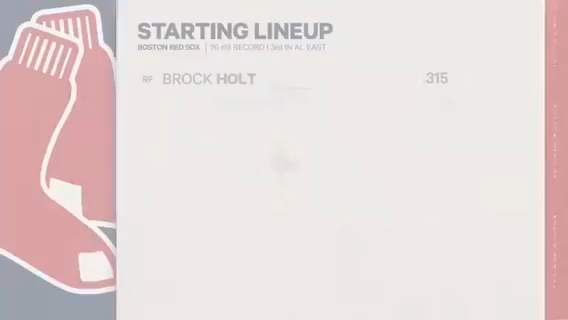 STARTING LINEUP
BOSTON RED SOX | 76-69 RECORD | 3rd IN AL EAST
RF BROCK HOLT 315